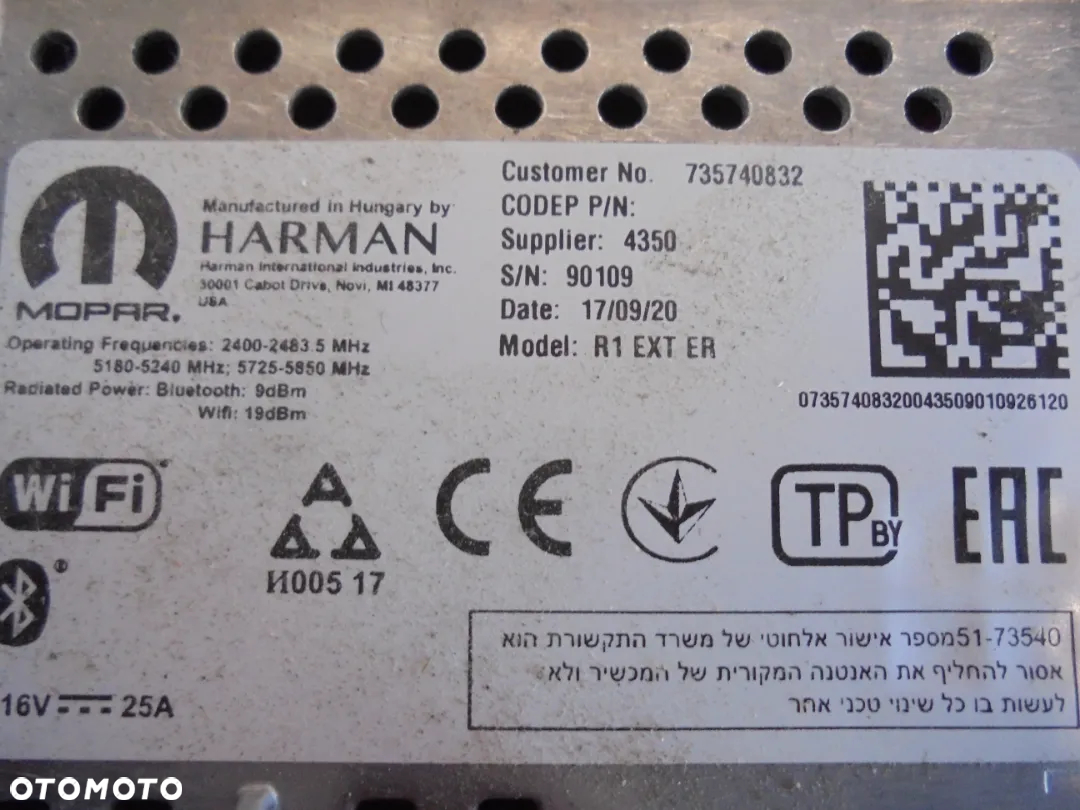 MOPAR.
Manufactured in Hungary by
HARMAN
Harman International Industries, Inc.
30001 Cabot Drive, Novi, MI 48377
USA
Operating Frequencies: 2400-2483.5 MHz
5180-5240 MHz; 5725-5850 MHz
Radiated Power: Bluetooth: 9dBm
Wifi: 19dBm
Customer No. 735740832
CODEP P/N:
Supplier: 4350
S/N: 90109
Date: 17/09/20
Model: R1 EXT ER
07357408320043509010926120
Wi Fi
И005 17
CE
TP BY
EAC
16V 25A
51-73540מספר אישור אלחוטי של משרד התקשורת הוא
אסור להחליף את האנטנה המקורית של המכשיר ולא
לעשות בו כל שינוי טכני אחר
OTOMOTO